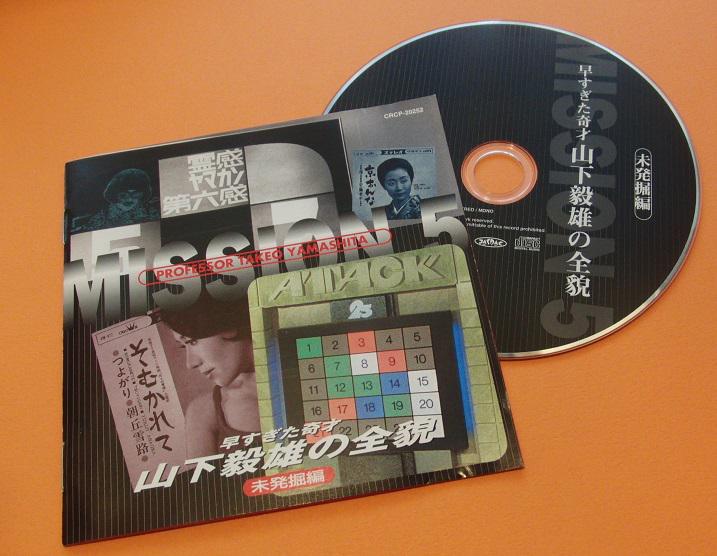 CRCP-20252
霊感
ヤマカン
第六感
京おんな
MISSION 5
PROFESSOR TAKEO YAMASHITA
ATTACK
25
1 2 3 4 5
6 7 8 9 10
11 12 13 14 15
16 17 18 19 20
そむかれて
●つよがり●
朝丘雪路
早すぎた奇才
山下毅雄の全貌
未発掘編
MISSION 5
早すぎた奇才 山下毅雄の全貌
未発掘編